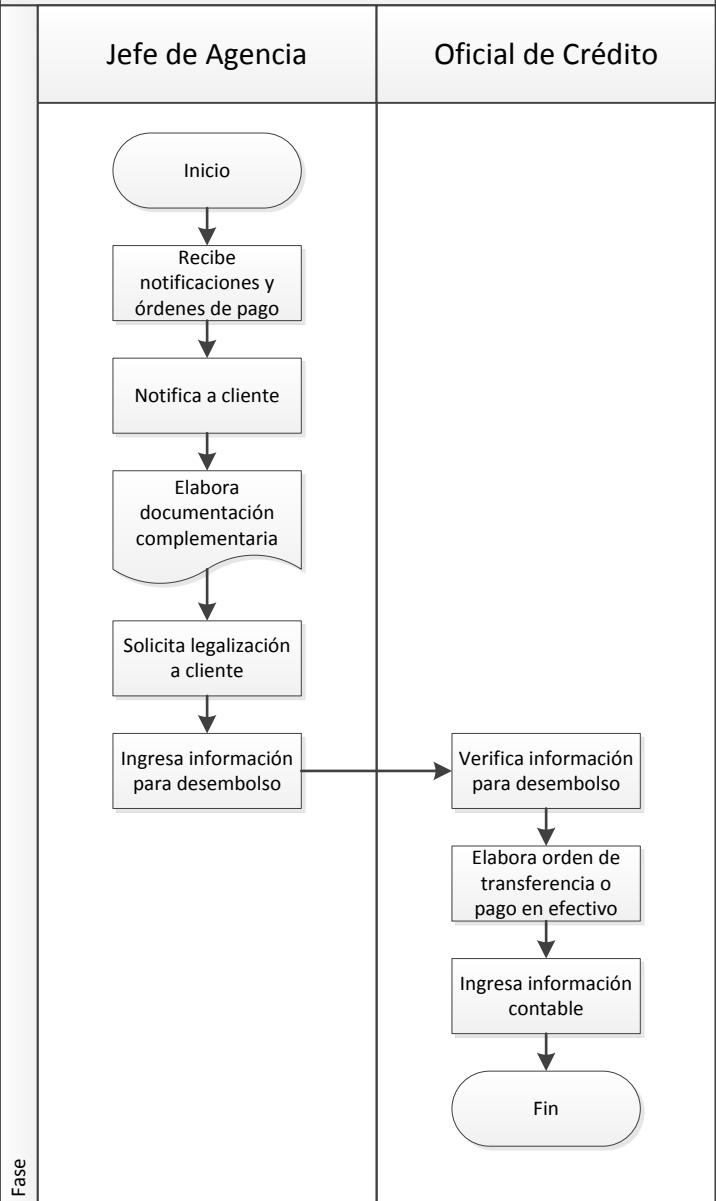 Jefe de Agencia
Oficial de Crédito
Inicio
Recibe
notificaciones y
órdenes de pago
Notifica a cliente
Elabora
documentación
complementaria
Solicita legalización
a cliente
Ingresa información
para desembolso
Verifica información
para desembolso
Elabora orden de
transferencia o
pago en efectivo
Ingresa información
contable
Fin
Fase